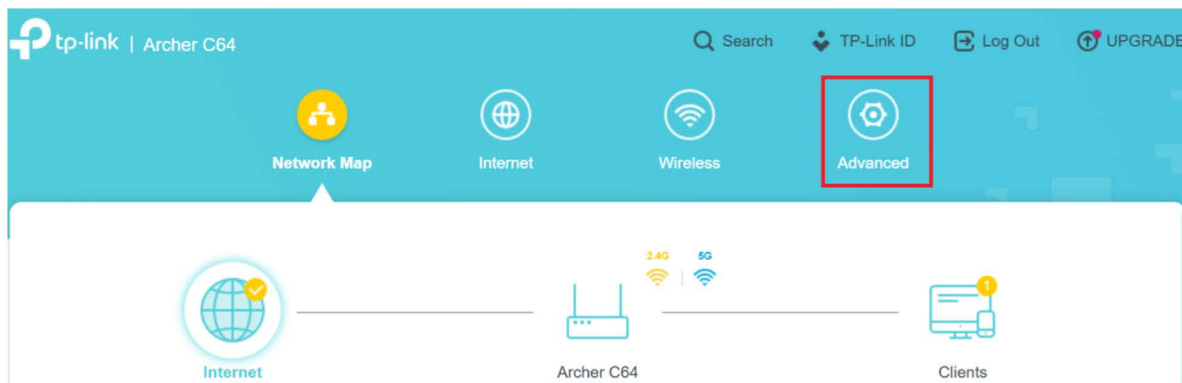 tp-link | Archer C64
Search TP-Link ID Log Out UPGRADE
Network Map Internet Wireless Advanced
2.4G 5G
1
Internet Archer C64 Clients